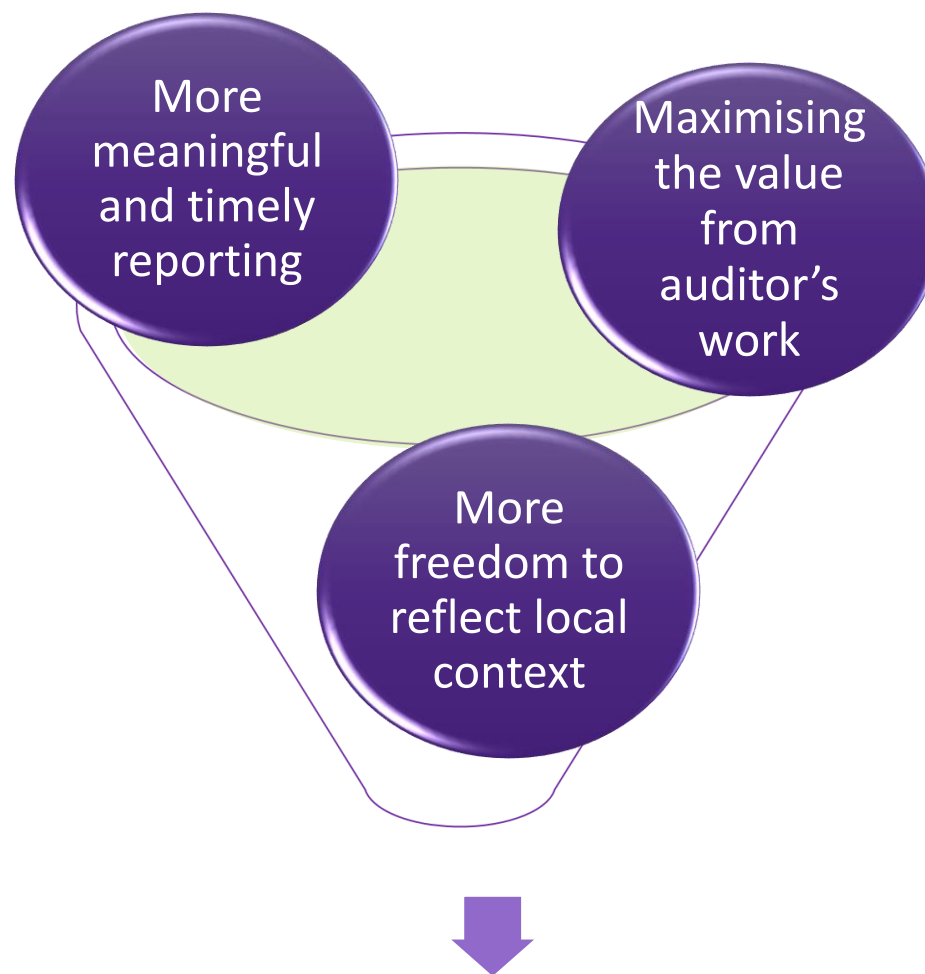 More
meaningful
and timely
reporting
Maximising
the value
from
auditor’s
work
More
freedom to
reflect local
context